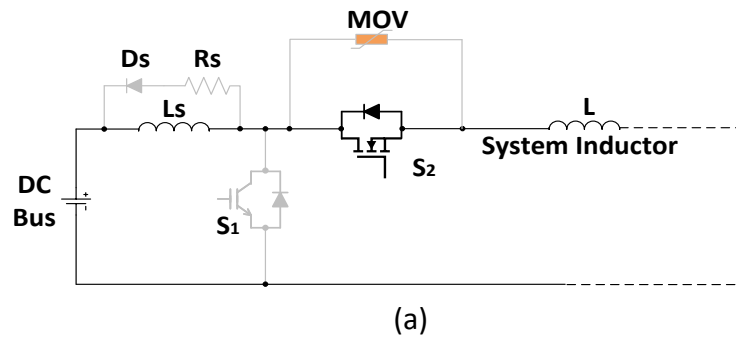 MOV
Ds
Rs
Ls
L
System Inductor
S2
DC
Bus
+
-
S1
(a)